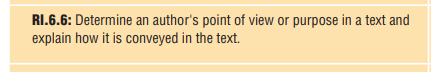 RI.6.6: Determine an author's point of view or purpose in a text and
explain how it is conveyed in the text.